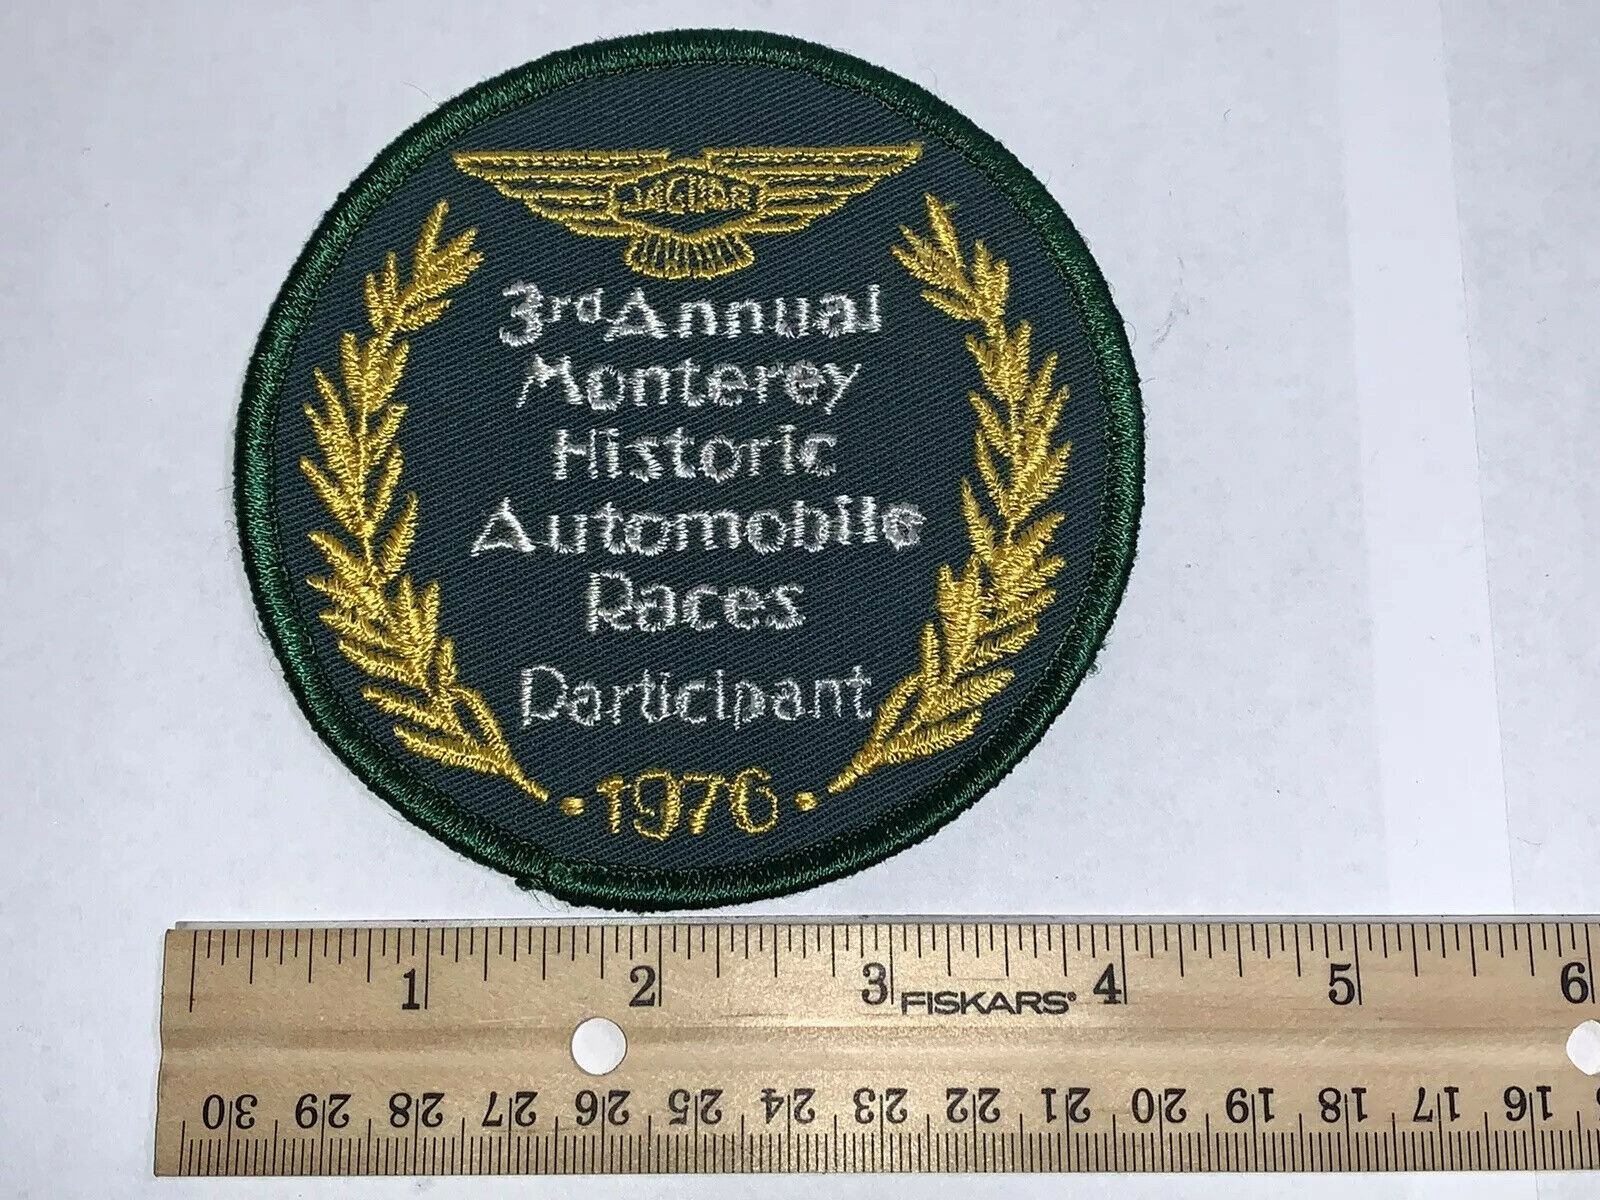 JAGUAR
3rd Annual
Monterey
Historic
Automobile
Races
Participant
• 1976 •
1 2 3 4 5 6
FISKARS®
30 29 28 27 26 25 24 23 22 21 20 19 18 17 16